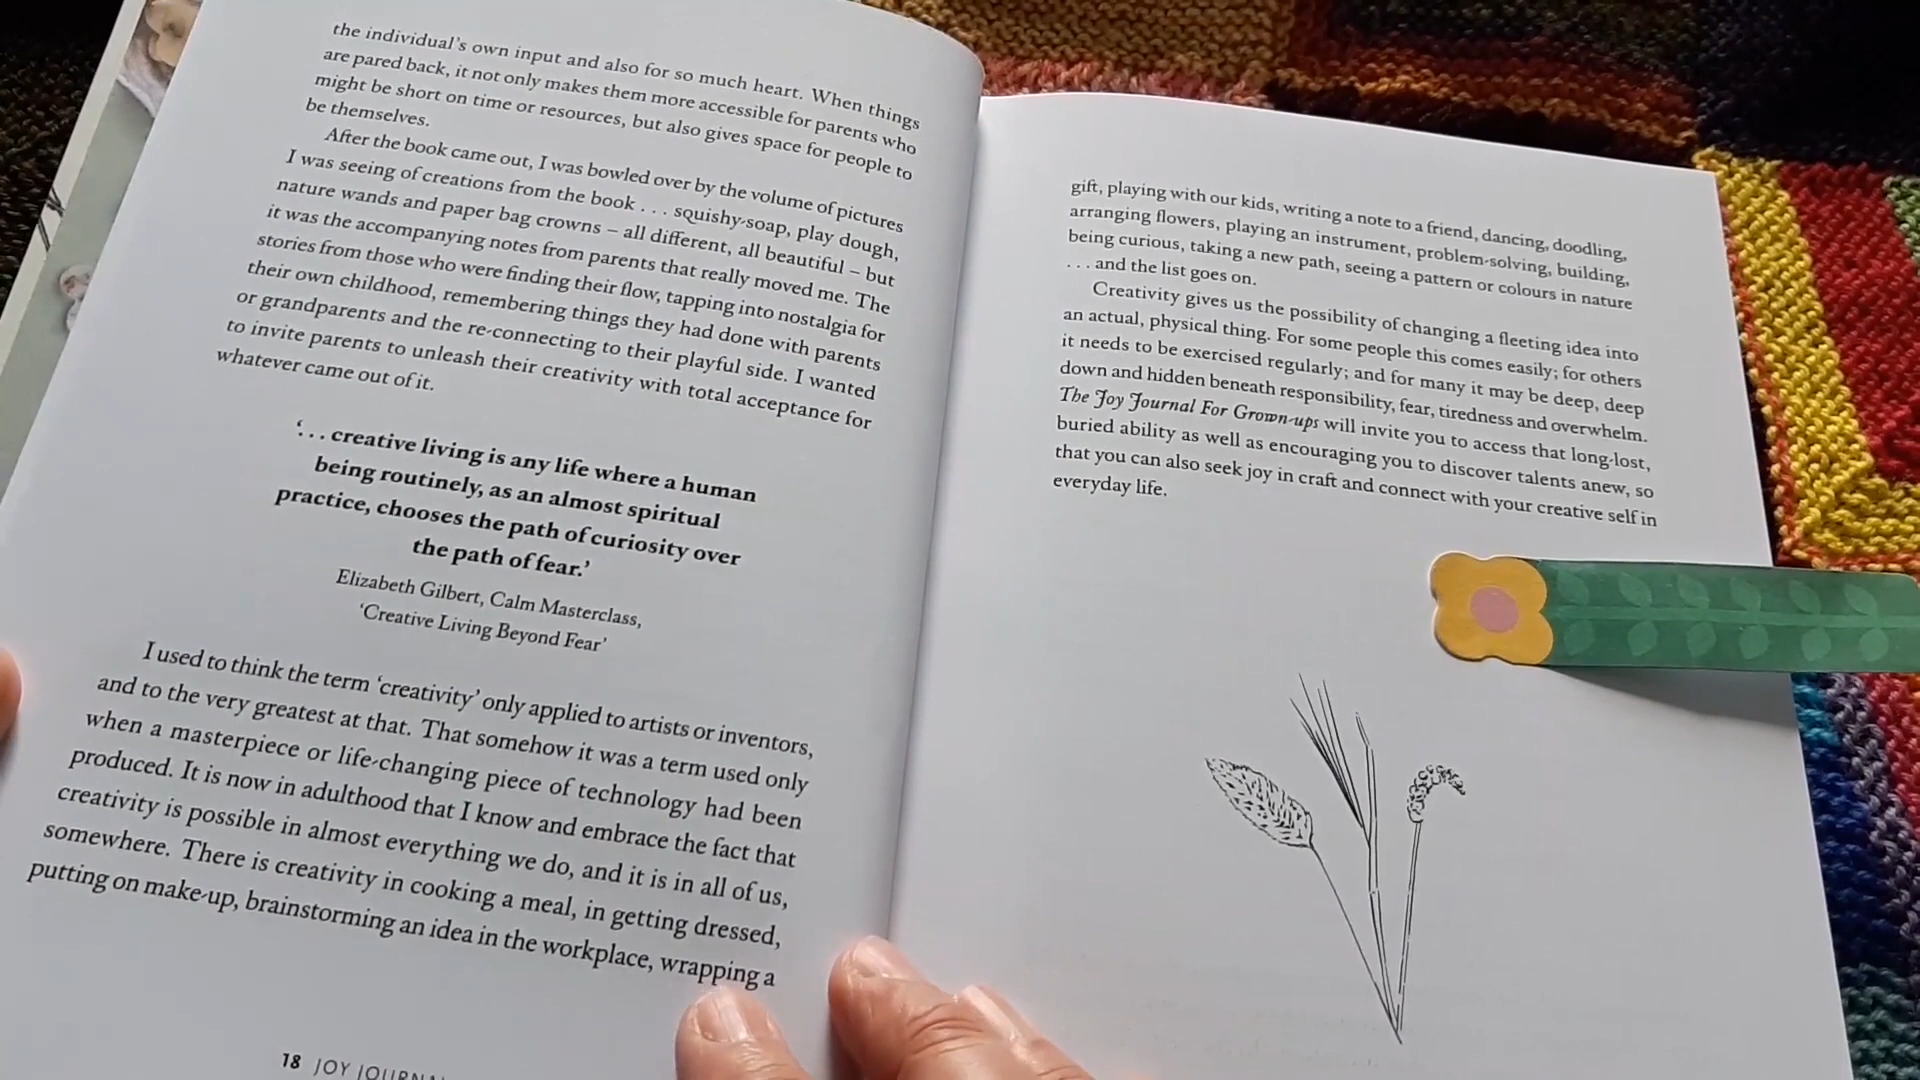 the individual's own input and also for so much heart. When things
are pared back, it not only makes them more accessible for parents who
might be short on time or resources, but also gives space for people to
be themselves.
After the book came out, I was bowled over by the volume of pictures
I was seeing of creations from the book . . . squishy-soap, play dough,
nature wands and paper bag crowns – all different, all beautiful – but
it was the accompanying notes from parents that really moved me. The
stories from those who were finding their flow, tapping into nostalgia for
their own childhood, remembering things they had done with parents
or grandparents and the re-connecting to their playful side. I wanted
to invite parents to unleash their creativity with total acceptance for
whatever came out of it.
‘. . . creative living is any life where a human
being routinely, as an almost spiritual
practice, chooses the path of curiosity over
the path of fear.’
Elizabeth Gilbert, Calm Masterclass,
‘Creative Living Beyond Fear’
I used to think the term ‘creativity’ only applied to artists or inventors,
and to the very greatest at that. That somehow it was a term used only
when a masterpiece or life-changing piece of technology had been
produced. It is now in adulthood that I know and embrace the fact that
creativity is possible in almost everything we do, and it is in all of us,
somewhere. There is creativity in cooking a meal, in getting dressed,
putting on make-up, brainstorming an idea in the workplace, wrapping a
18 JOY JOURNAL
gift, playing with our kids, writing a note to a friend, dancing, doodling,
arranging flowers, playing an instrument, problem-solving, building,
being curious, taking a new path, seeing a pattern or colours in nature
. . . and the list goes on.
Creativity gives us the possibility of changing a fleeting idea into
an actual, physical thing. For some people this comes easily; for others
it needs to be exercised regularly; and for many it may be deep, deep
down and hidden beneath responsibility, fear, tiredness and overwhelm.
The Joy Journal For Grown-ups will invite you to access that long-lost,
buried ability as well as encouraging you to discover talents anew, so
that you can also seek joy in craft and connect with your creative self in
everyday life.